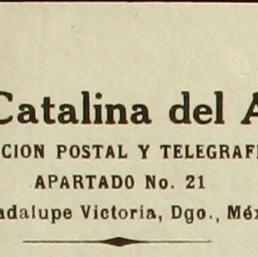 Catalina del A
CION POSTAL Y TELEGRAFI
APARTADO No. 21
adalupe Victoria, Dgo., Méx